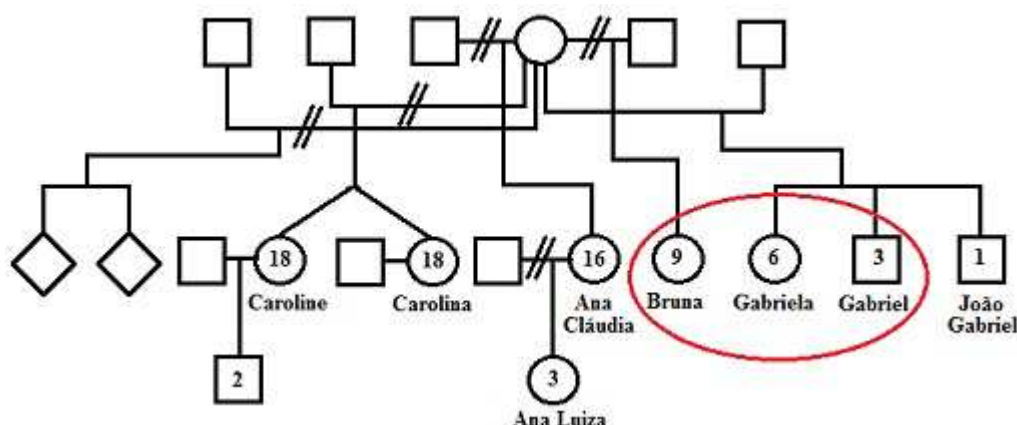 18 18 16 9 6 3 1
Caroline Carolina Ana Bruna Gabriela Gabriel João
Cláudia Gabriel
2 3
Ana Luiza